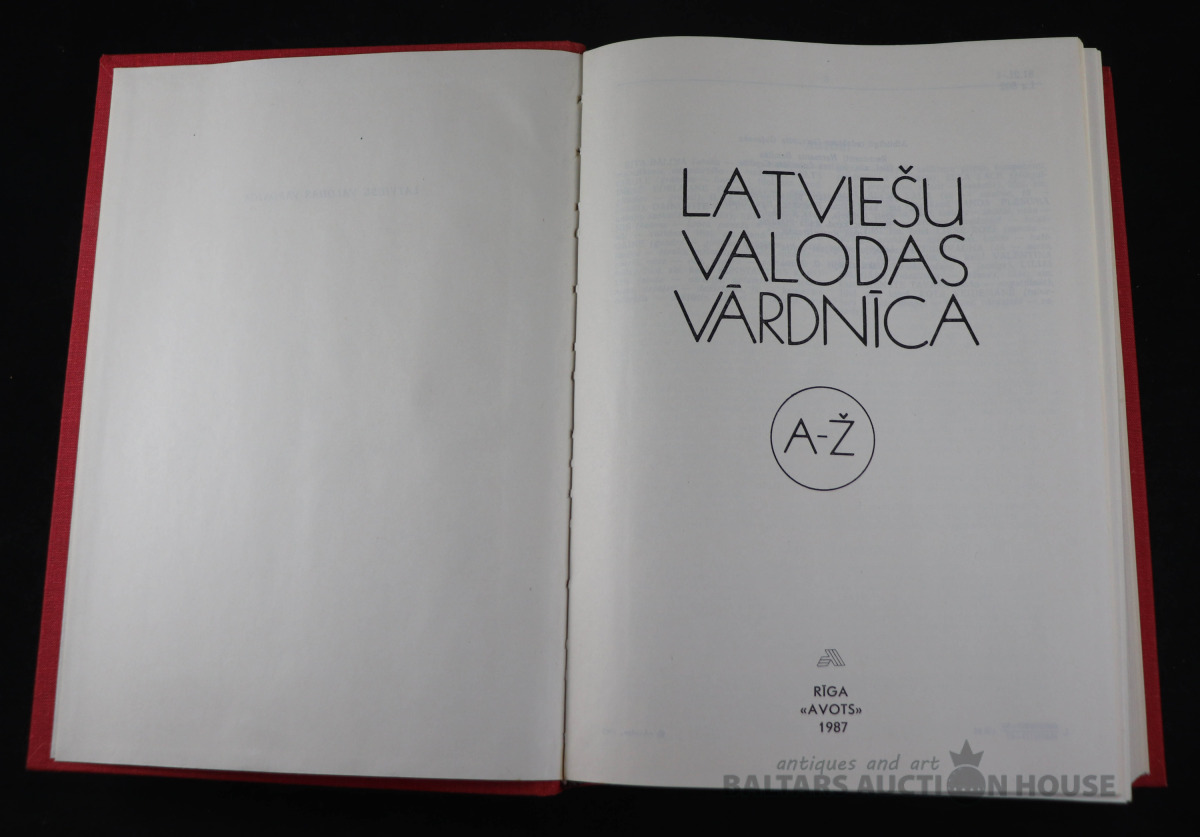 LATVIEŠU
VALODAS
VĀRDNĪCA
A-Ž
RĪGA
«AVOTS»
1987
antiques and art
BALTARS AUCTION HOUSE